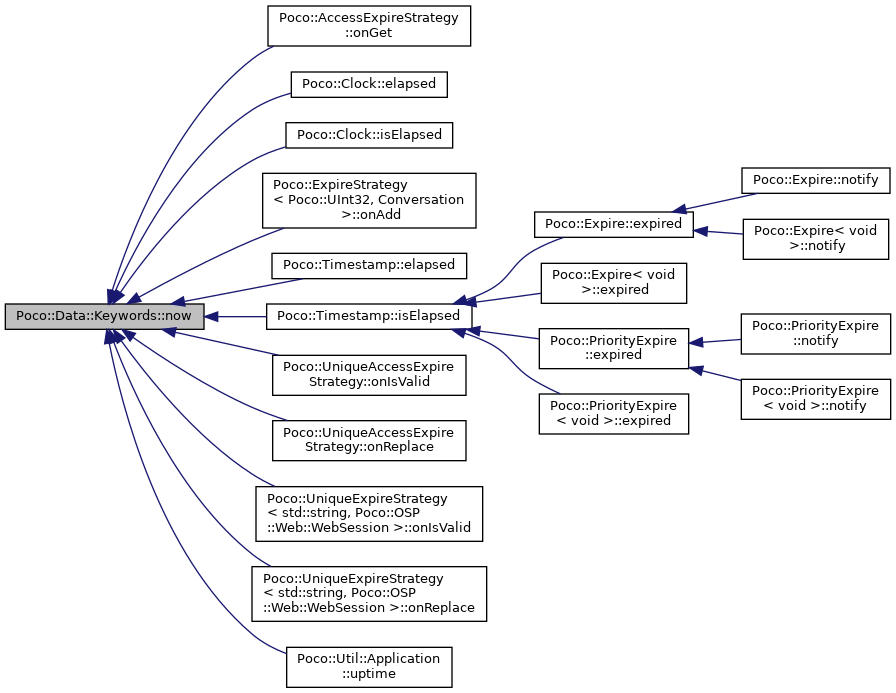 Poco::AccessExpireStrategy
::onGet
Poco::Clock::elapsed
Poco::Clock::isElapsed
Poco::ExpireStrategy
< Poco::UInt32, Conversation
>::onAdd
Poco::Timestamp::elapsed
Poco::Data::Keywords::now
Poco::Timestamp::isElapsed
Poco::UniqueAccessExpire
Strategy::onIsValid
Poco::UniqueAccessExpire
Strategy::onReplace
Poco::UniqueExpireStrategy
< std::string, Poco::OSP
::Web::WebSession >::onIsValid
Poco::UniqueExpireStrategy
< std::string, Poco::OSP
::Web::WebSession >::onReplace
Poco::Util::Application
::uptime
Poco::Expire::expired
Poco::Expire< void
>::expired
Poco::PriorityExpire
::expired
Poco::PriorityExpire
< void >::expired
Poco::Expire::notify
Poco::Expire< void
>::notify
Poco::PriorityExpire
::notify
Poco::PriorityExpire
< void >::notify